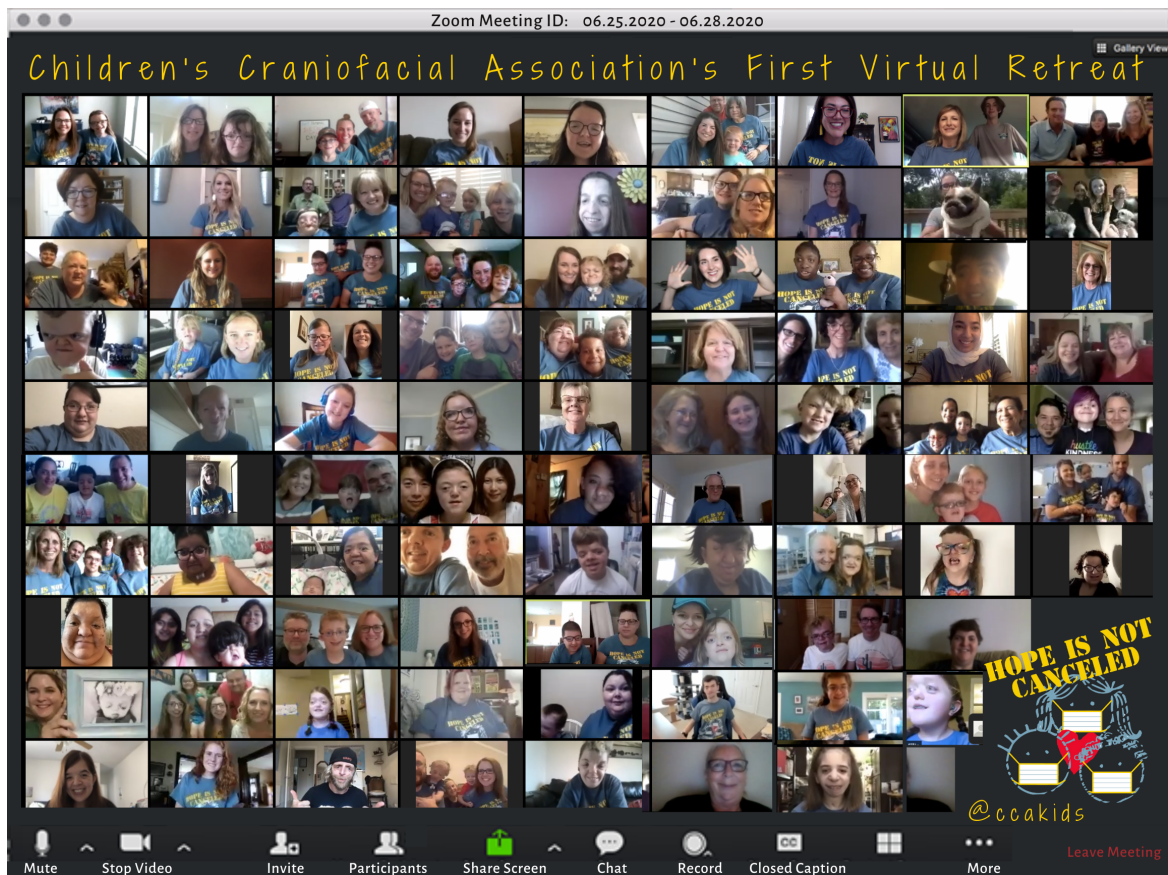 Zoom Meeting ID: 06.25.2020 - 06.28.2020
Gallery View
Children's Craniofacial Association's First Virtual Retreat
HOPE IS NOT
CANCELED
@ccakids
Mute
Stop Video
Invite
Participants
Share Screen
Chat
Record
CC
Closed Caption
More
Leave Meeting